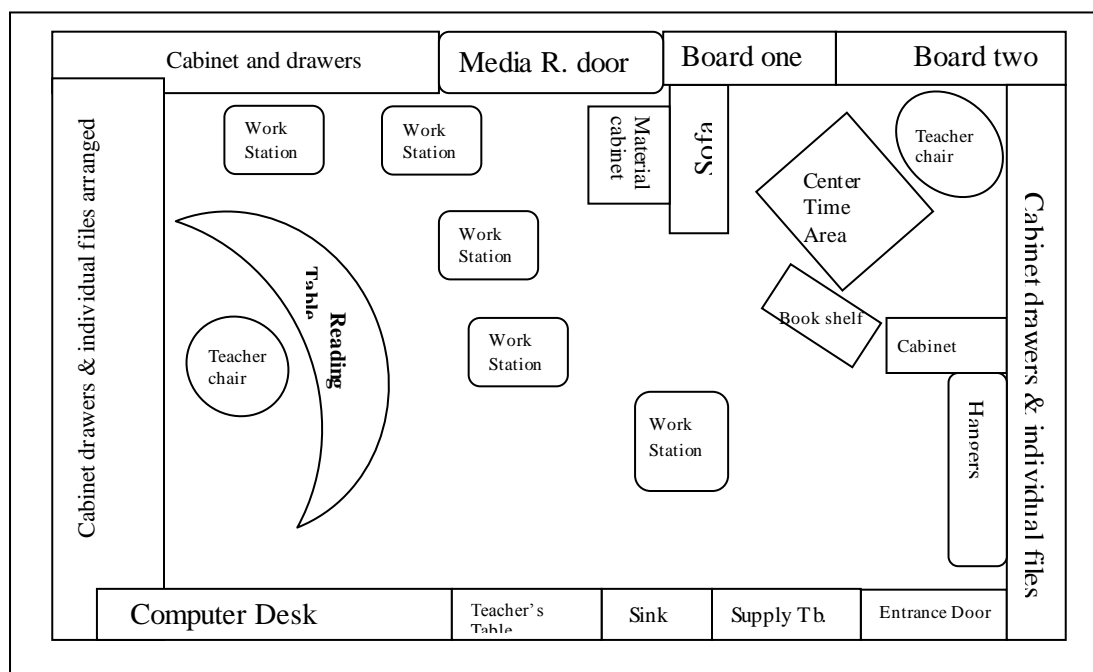 Cabinet and drawers
Media R. door
Board one
Board two
Cabinet drawers & individual files arranged
Work
Station
Work
Station
Material
cabinet
Sofa
Teacher
chair
Center
Time
Area
Work
Station
Reading
Table
Teacher
chair
Work
Station
Book shelf
Cabinet
Cabinet drawers & individual files
Work
Station
Hangers
Computer Desk
Teacher’s
Table
Sink
Supply Tb.
Entrance Door